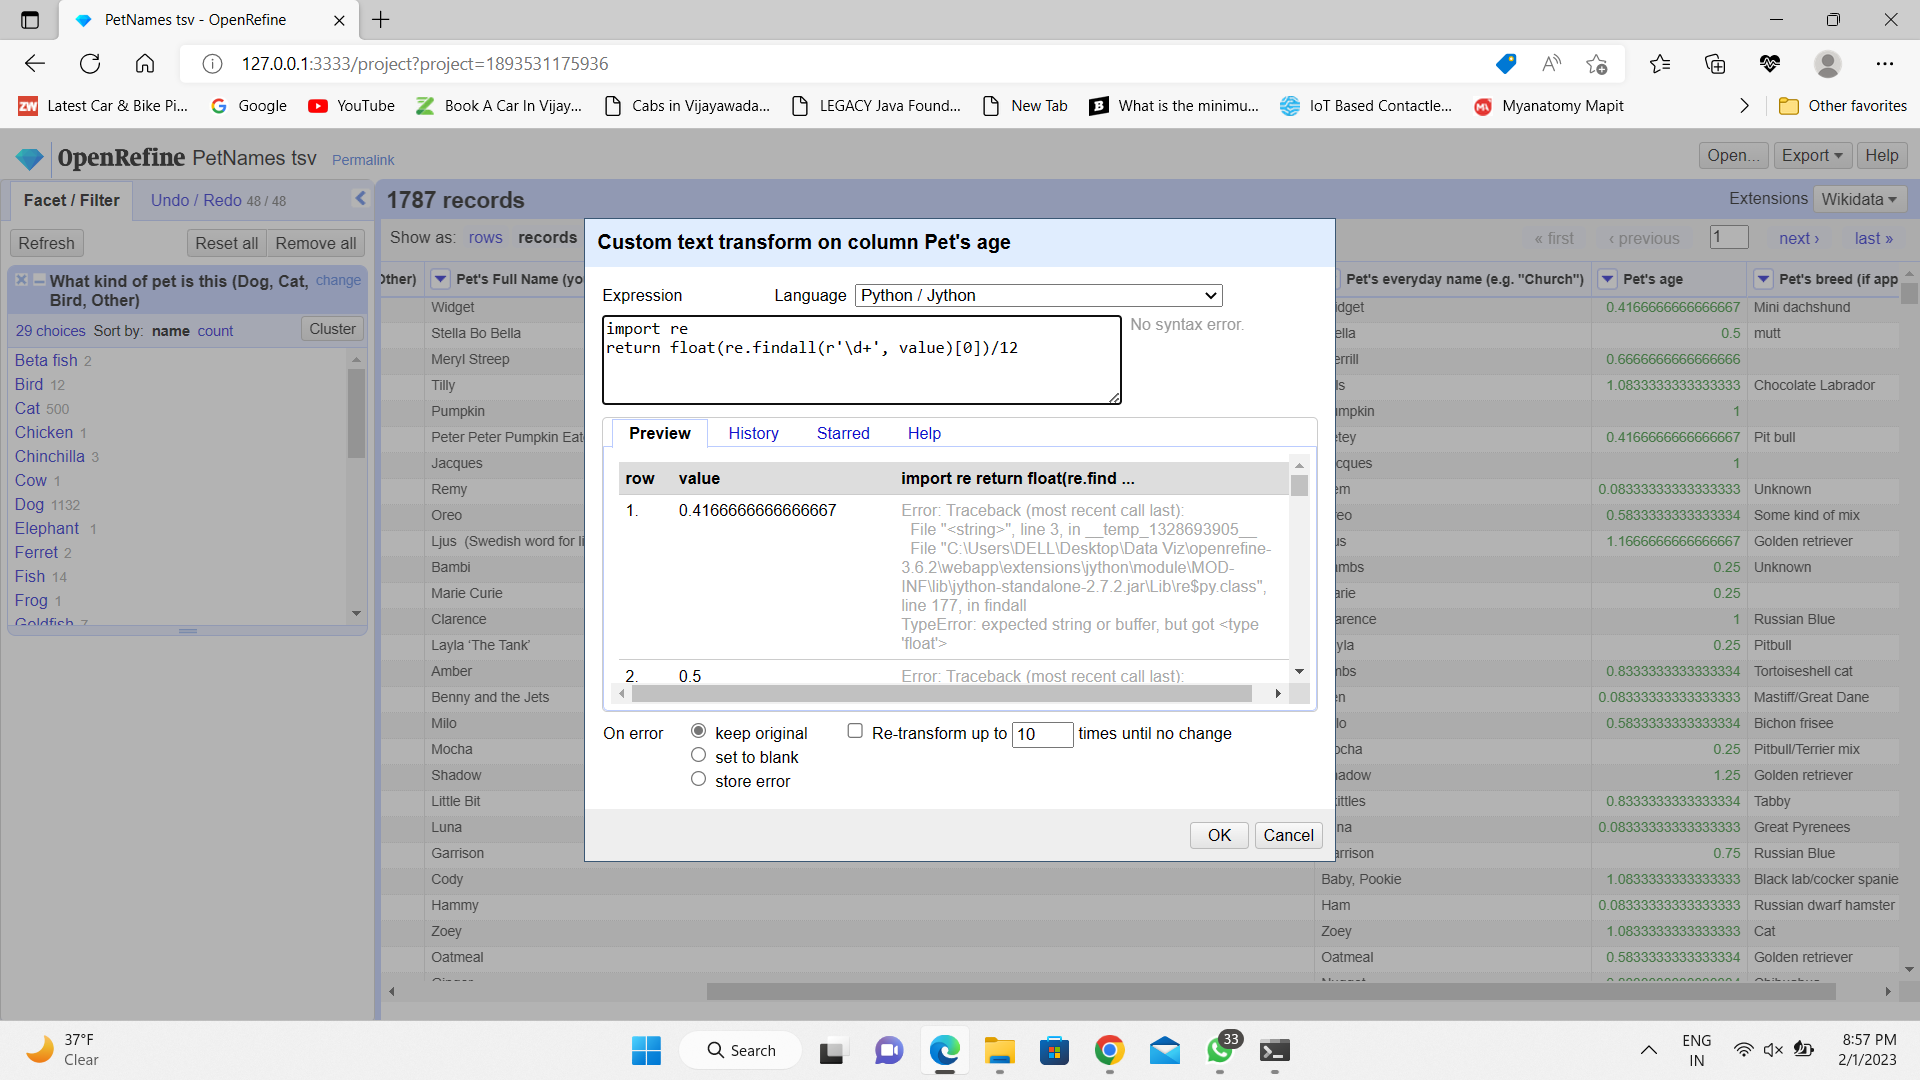 PetNames tsv - OpenRefine
127.0.0.1:3333/project?project=1893531175936
Latest Car & Bike Pi...
Google
YouTube
Book A Car In Vijay...
Cabs in Vijayawada...
LEGACY Java Found...
New Tab
What is the minimu...
IoT Based Contactle...
Myanatomy Mapit
Other favorites
OpenRefine PetNames tsv Permalink
Open... Export Help
Facet / Filter Undo / Redo 48 / 48
1787 records
Extensions Wikidata
Refresh Reset all Remove all
Show as: rows records
« first ‹ previous 1 next › last »
What kind of pet is this (Dog, Cat, Bird, Other) change
29 choices Sort by: name count Cluster
Beta fish 2
Bird 12
Cat 500
Chicken 1
Chinchilla 3
Cow 1
Dog 1132
Elephant 1
Ferret 2
Fish 14
Frog 1
Goldfish 7
Other) Pet's Full Name (yo
Widget
Stella Bo Bella
Meryl Streep
Tilly
Pumpkin
Peter Peter Pumpkin Eat
Jacques
Remy
Oreo
Ljus (Swedish word for li
Bambi
Marie Curie
Clarence
Layla 'The Tank'
Amber
Benny and the Jets
Milo
Mocha
Shadow
Little Bit
Luna
Garrison
Cody
Hammy
Zoey
Oatmeal
Custom text transform on column Pet's age
Expression Language Python / Jython
import re
return float(re.findall(r'\d+', value)[0])/12
No syntax error.
Preview History Starred Help
row value import re return float(re.find ...
1. 0.4166666666666667 Error: Traceback (most recent call last):
File "<string>", line 3, in __temp_1328693905__
File "C:\Users\DELL\Desktop\Data Viz\openrefine-
3.6.2\webapp\extensions\jython\module\MOD-
INF\lib\jython-standalone-2.7.2.jar\Lib\re$py.class",
line 177, in findall
TypeError: expected string or buffer, but got <type
'float'>
2. 0.5 Error: Traceback (most recent call last):
On error keep original Re-transform up to 10 times until no change
set to blank
store error
OK Cancel
Pet's everyday name (e.g. "Church") Pet's age Pet's breed (if app
idget 0.4166666666666667 Mini dachshund
ella 0.5 mutt
errill 0.6666666666666666
ls 1.0833333333333333 Chocolate Labrador
mpkin 1
tey 0.4166666666666667 Pit bull
cques 1
em 0.08333333333333333 Unknown
eo 0.5833333333333334 Some kind of mix
us 1.1666666666666667 Golden retriever
mbs 0.25 Unknown
arie 0.25
arence 1 Russian Blue
yla 0.25 Pitbull
mbs 0.8333333333333334 Tortoiseshell cat
en 0.08333333333333333 Mastiff/Great Dane
lo 0.5833333333333334 Bichon frisee
ocha 0.25 Pitbull/Terrier mix
adow 1.25 Golden retriever
ittles 0.8333333333333334 Tabby
na 0.08333333333333333 Great Pyrenees
arrison 0.75 Russian Blue
Baby, Pookie 1.0833333333333333 Black lab/cocker spanie
Ham 0.08333333333333333 Russian dwarf hamster
Zoey 1.0833333333333333 Cat
Oatmeal 0.5833333333333334 Golden retriever
37°F
Clear
Search
33
ENG
IN
8:57 PM
2/1/2023